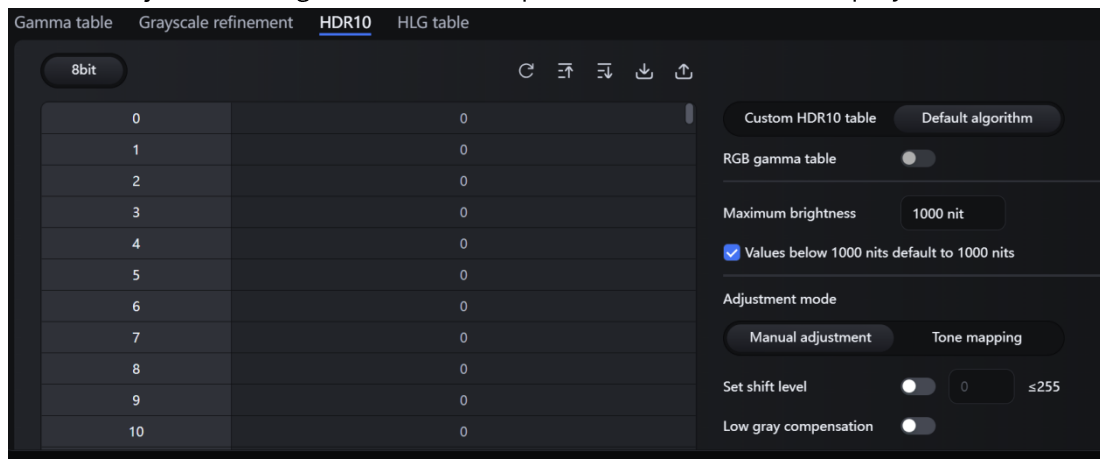 Gamma table Grayscale refinement HDR10 HLG table
8bit
0 0
1 0
2 0
3 0
4 0
5 0
6 0
7 0
8 0
9 0
10 0
Custom HDR10 table Default algorithm
RGB gamma table
Maximum brightness 1000 nit
Values below 1000 nits default to 1000 nits
Adjustment mode
Manual adjustment Tone mapping
Set shift level 0 ≤255
Low gray compensation